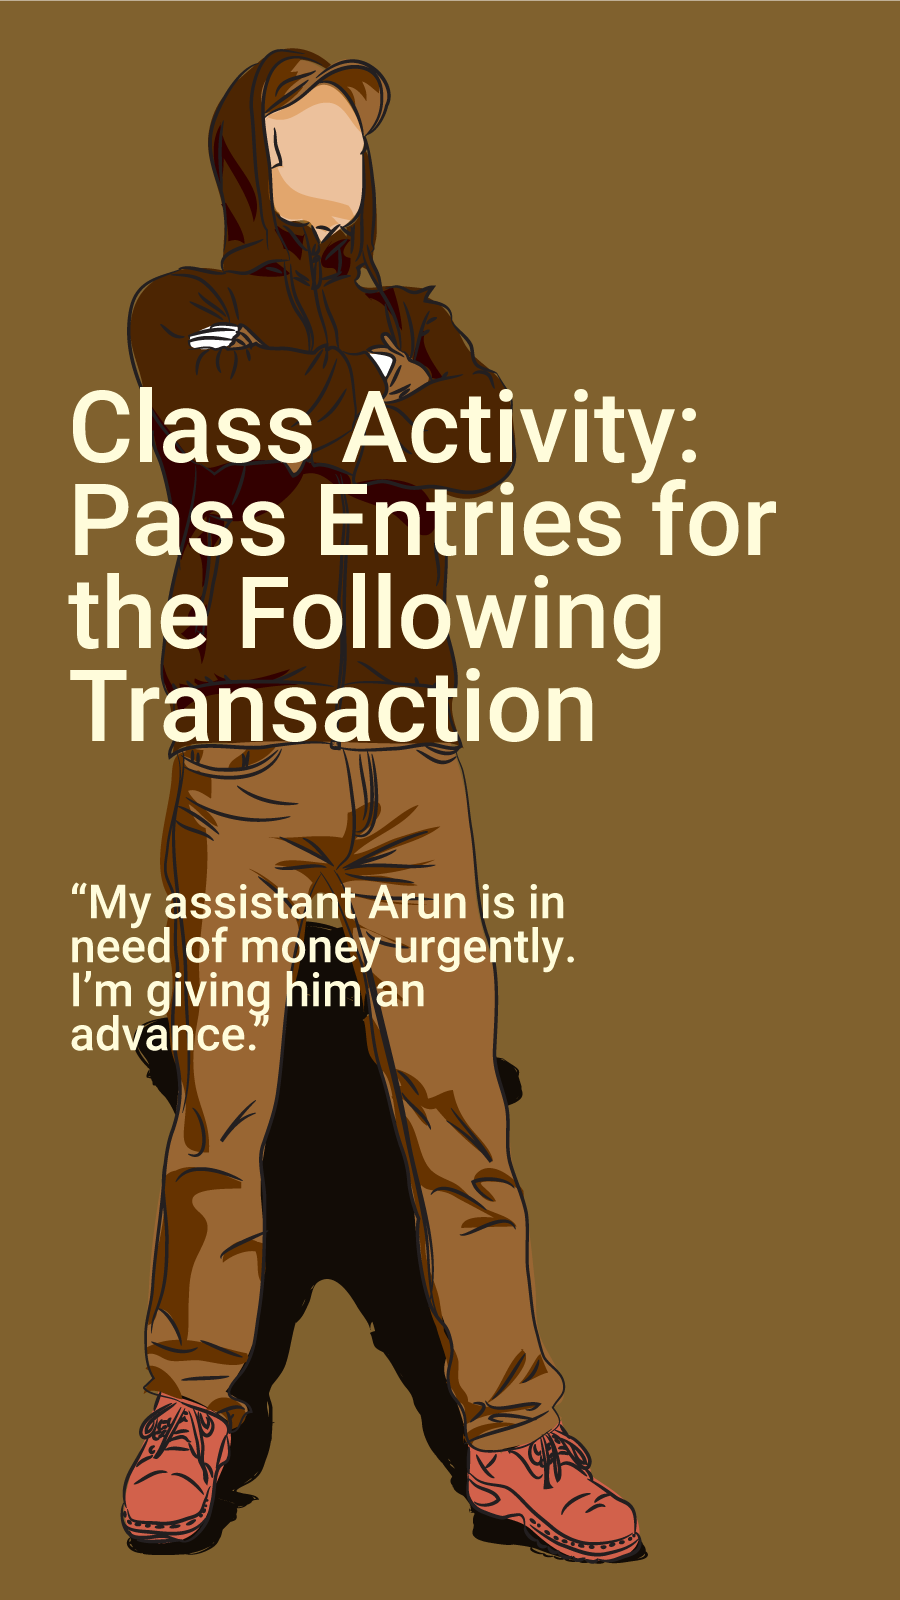 Class Activity:
Pass Entries for
the Following
Transaction
“My assistant Arun is in
need of money urgently.
I’m giving him an
advance.”